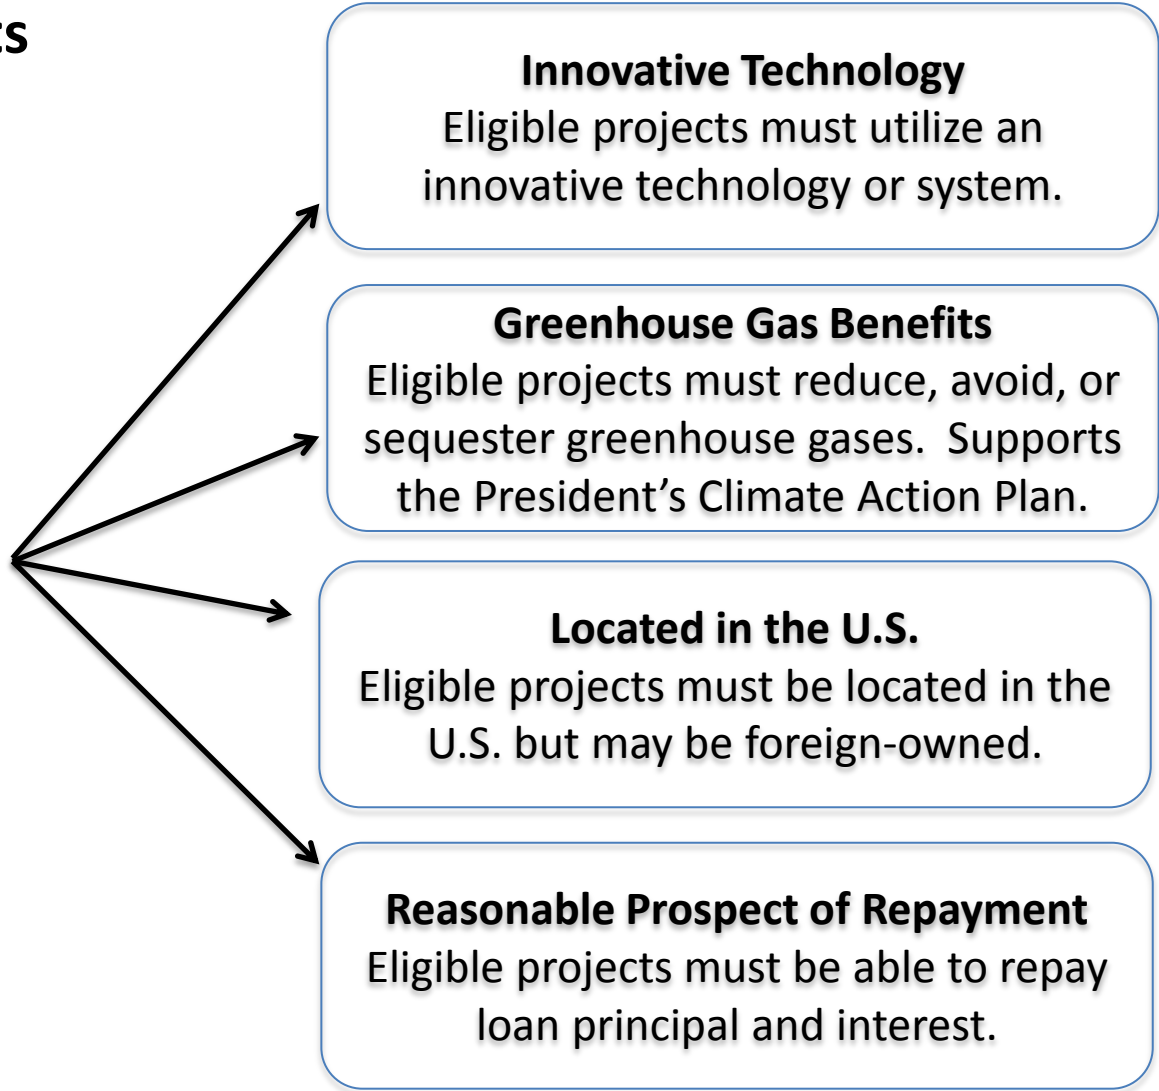 ts
Innovative Technology
Eligible projects must utilize an
innovative technology or system.
Greenhouse Gas Benefits
Eligible projects must reduce, avoid, or
sequester greenhouse gases.  Supports
the President’s Climate Action Plan.
Located in the U.S.
Eligible projects must be located in the
U.S. but may be foreign-owned.
Reasonable Prospect of Repayment
Eligible projects must be able to repay
loan principal and interest.